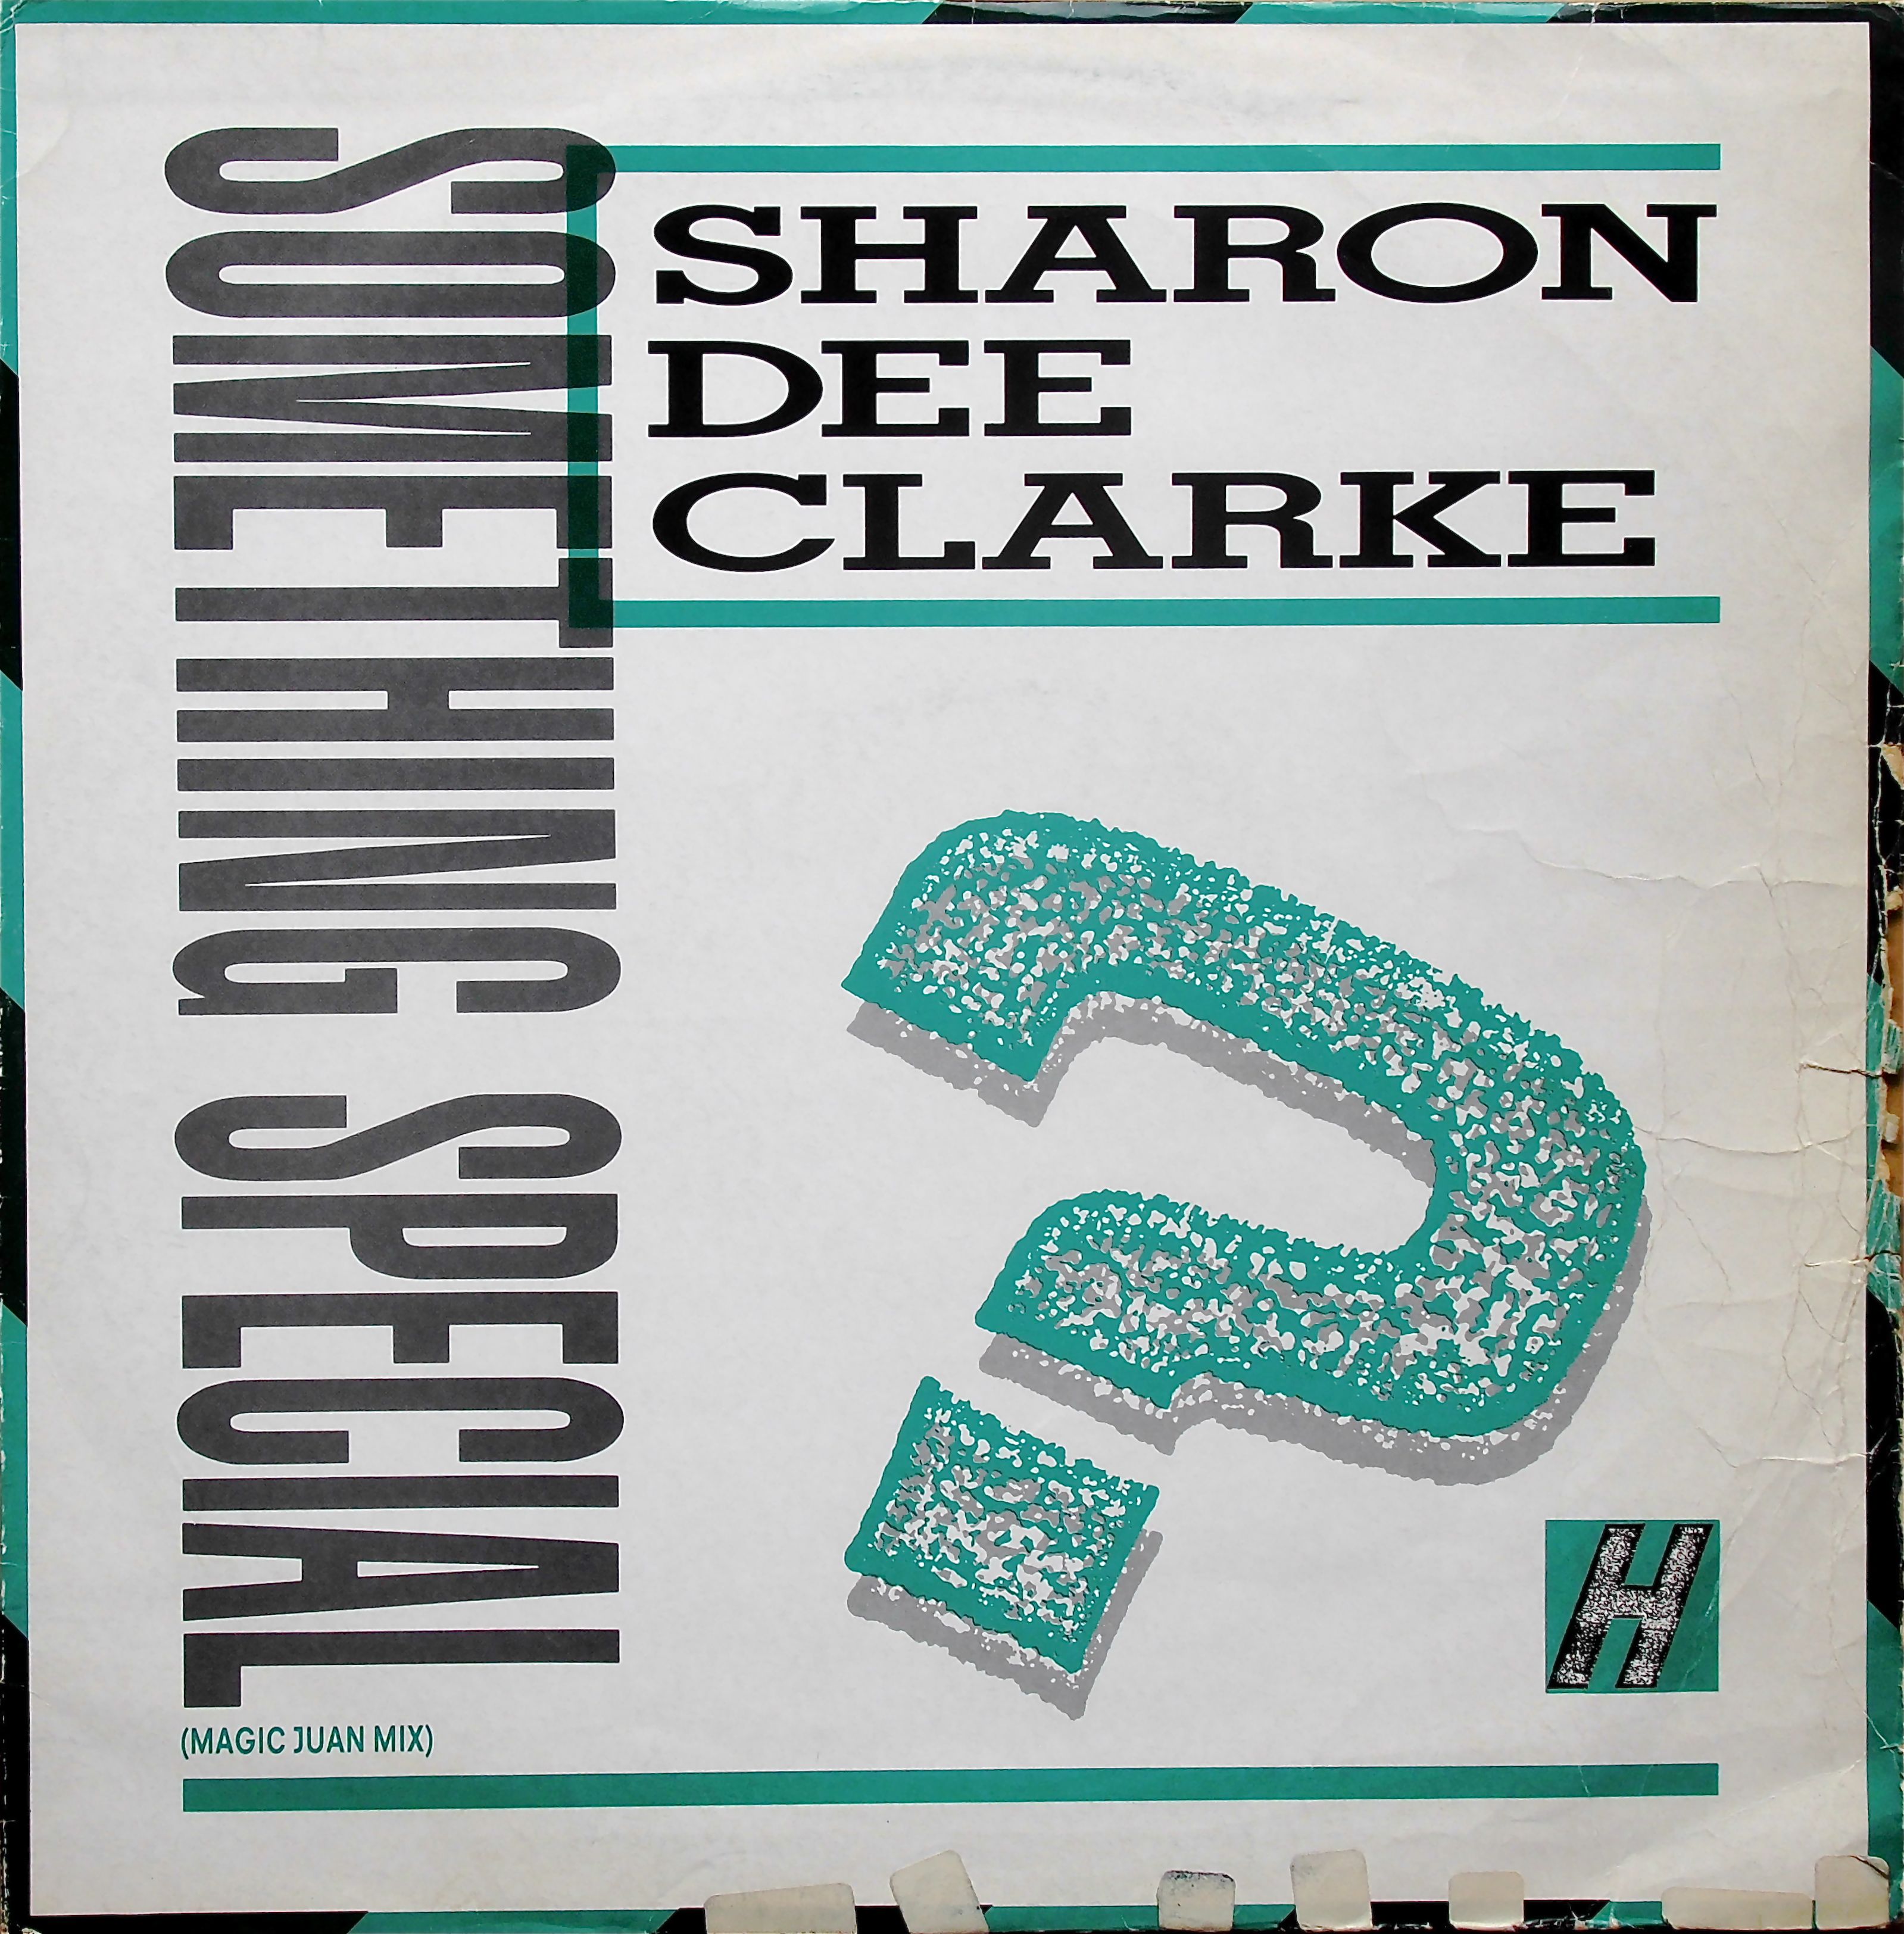 SOMETHING SPECIAL
SHARON
DEE
CLARKE
?
H
(MAGIC JUAN MIX)